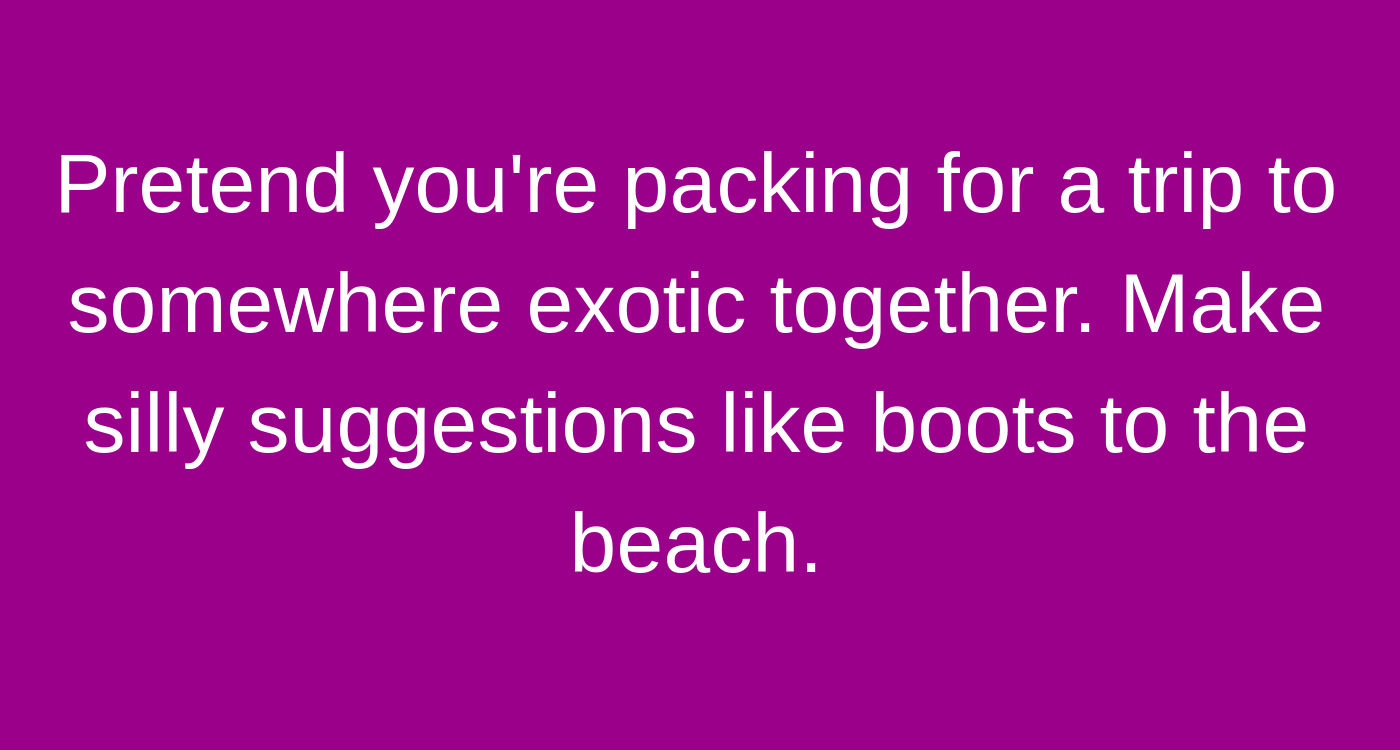 Pretend you're packing for a trip to
somewhere exotic together. Make
silly suggestions like boots to the
beach.